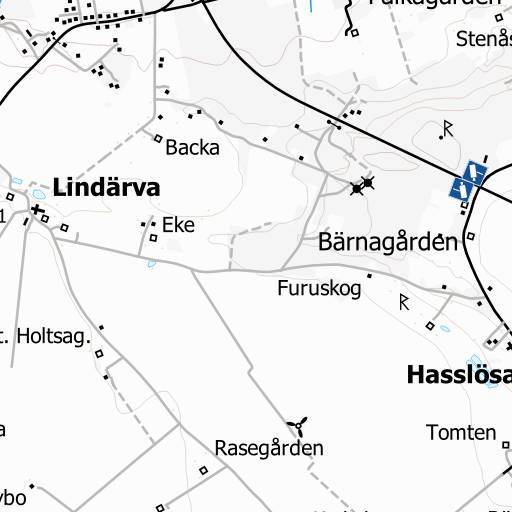 Stenås
Backa
Lindärva
Eke
Bärnagården
Furuskog
t. Holtsag.
Hasslösa
Tomten
Rasegården